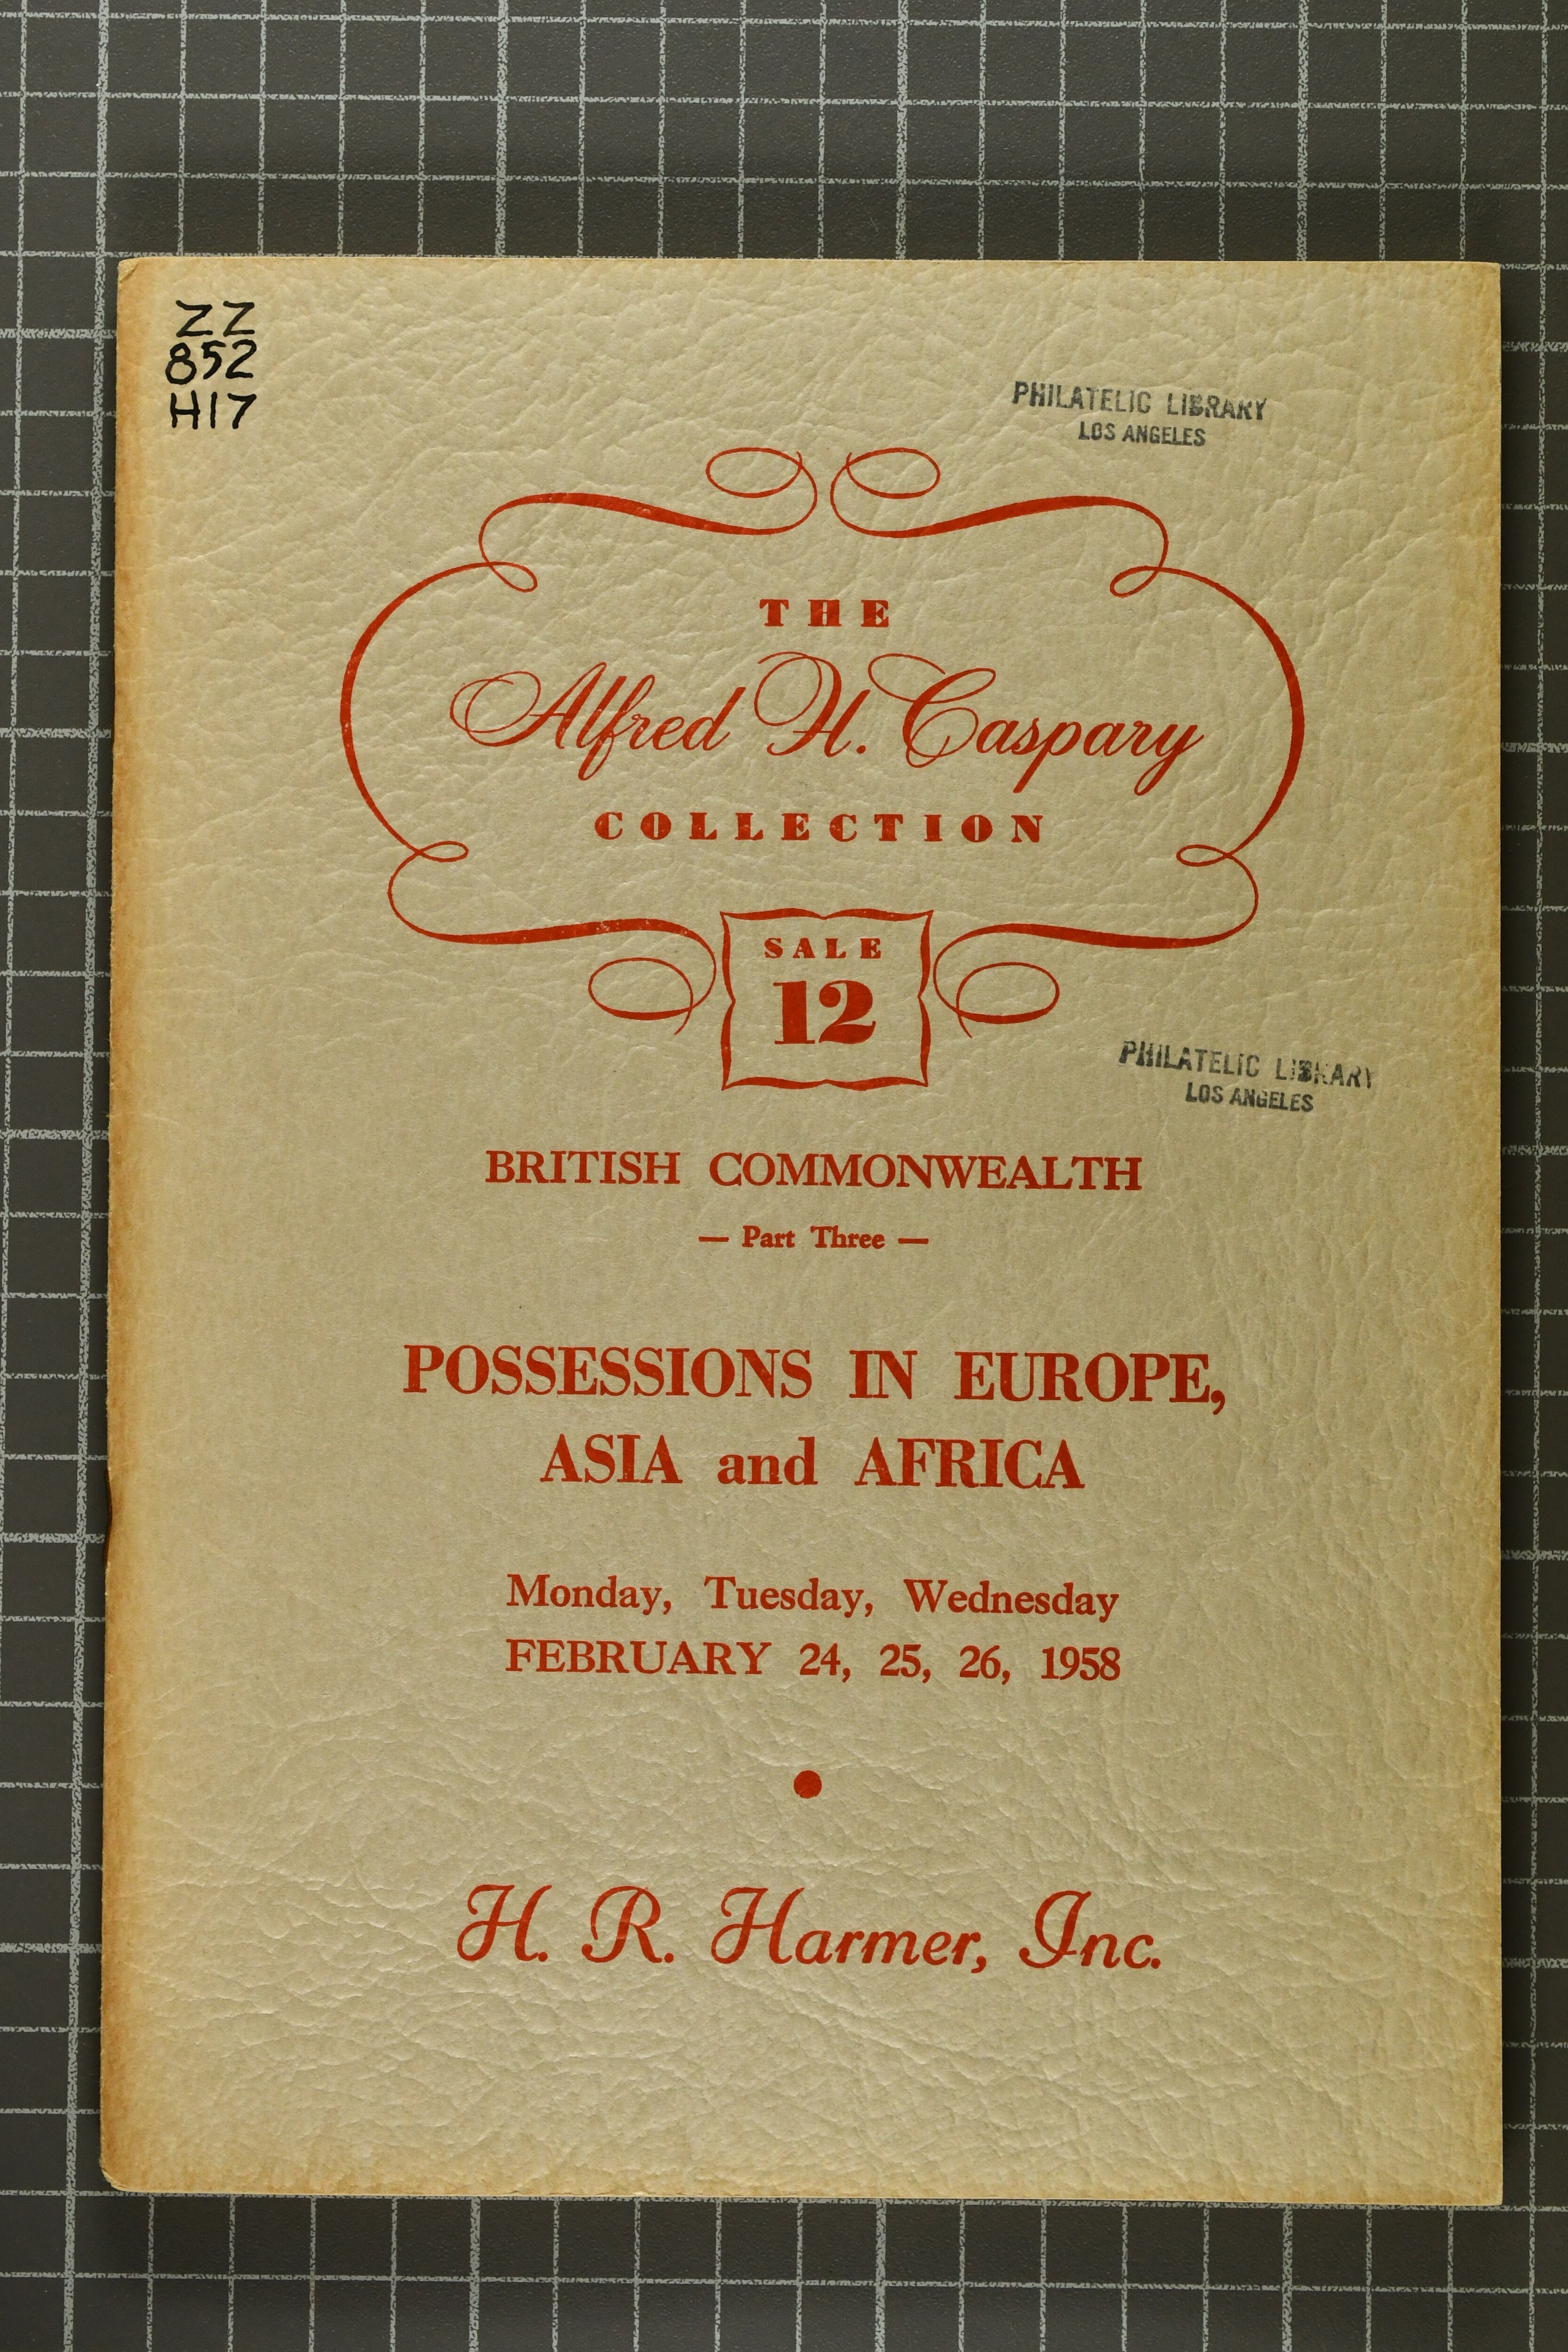 ZZ
852
H17
PHILATELIC LIBRARY
LOS ANGELES
THE
Alfred H. Caspary
COLLECTION
SALE
12
PHILATELIC LIBRARY
LOS ANGELES
BRITISH COMMONWEALTH
— Part Three —
POSSESSIONS IN EUROPE,
ASIA and AFRICA
Monday, Tuesday, Wednesday
FEBRUARY 24, 25, 26, 1958
H. R. Harmer, Inc.